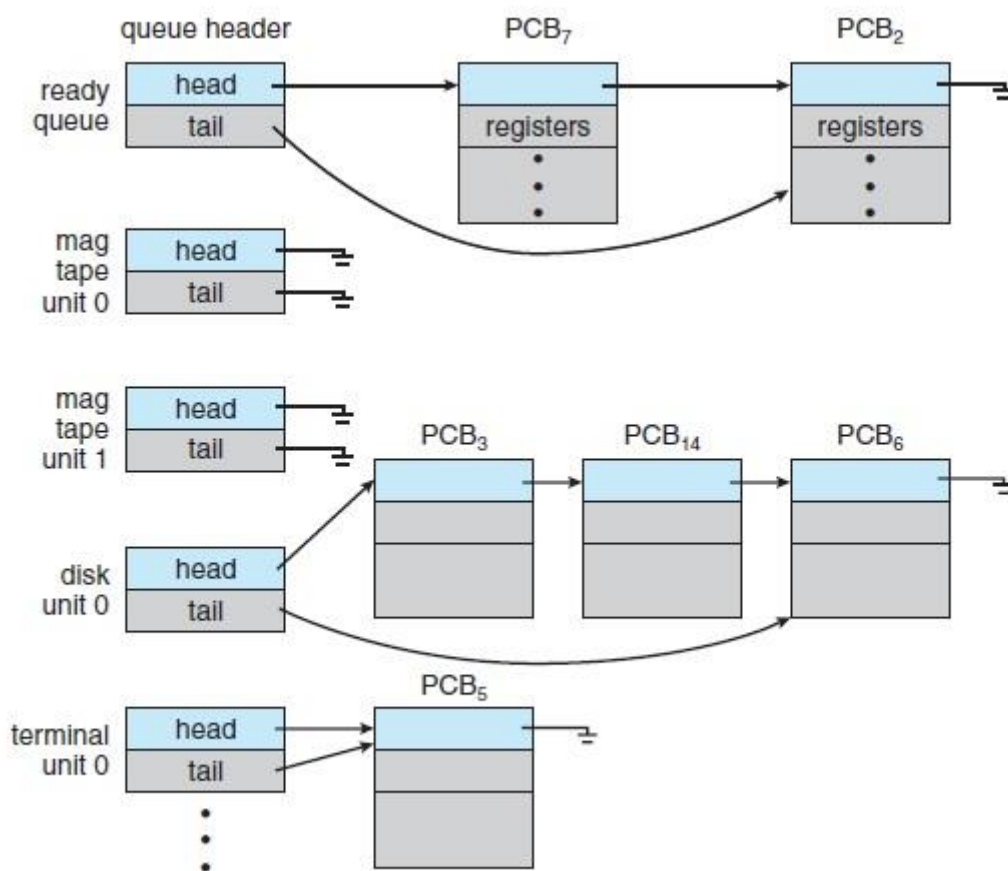 queue header PCB₇ PCB₂
ready
queue
head
tail
registers registers
mag
tape
unit 0
head
tail
mag
tape
unit 1
head
tail
PCB₃ PCB₁₄ PCB₆
disk
unit 0
head
tail
PCB₅
terminal
unit 0
head
tail